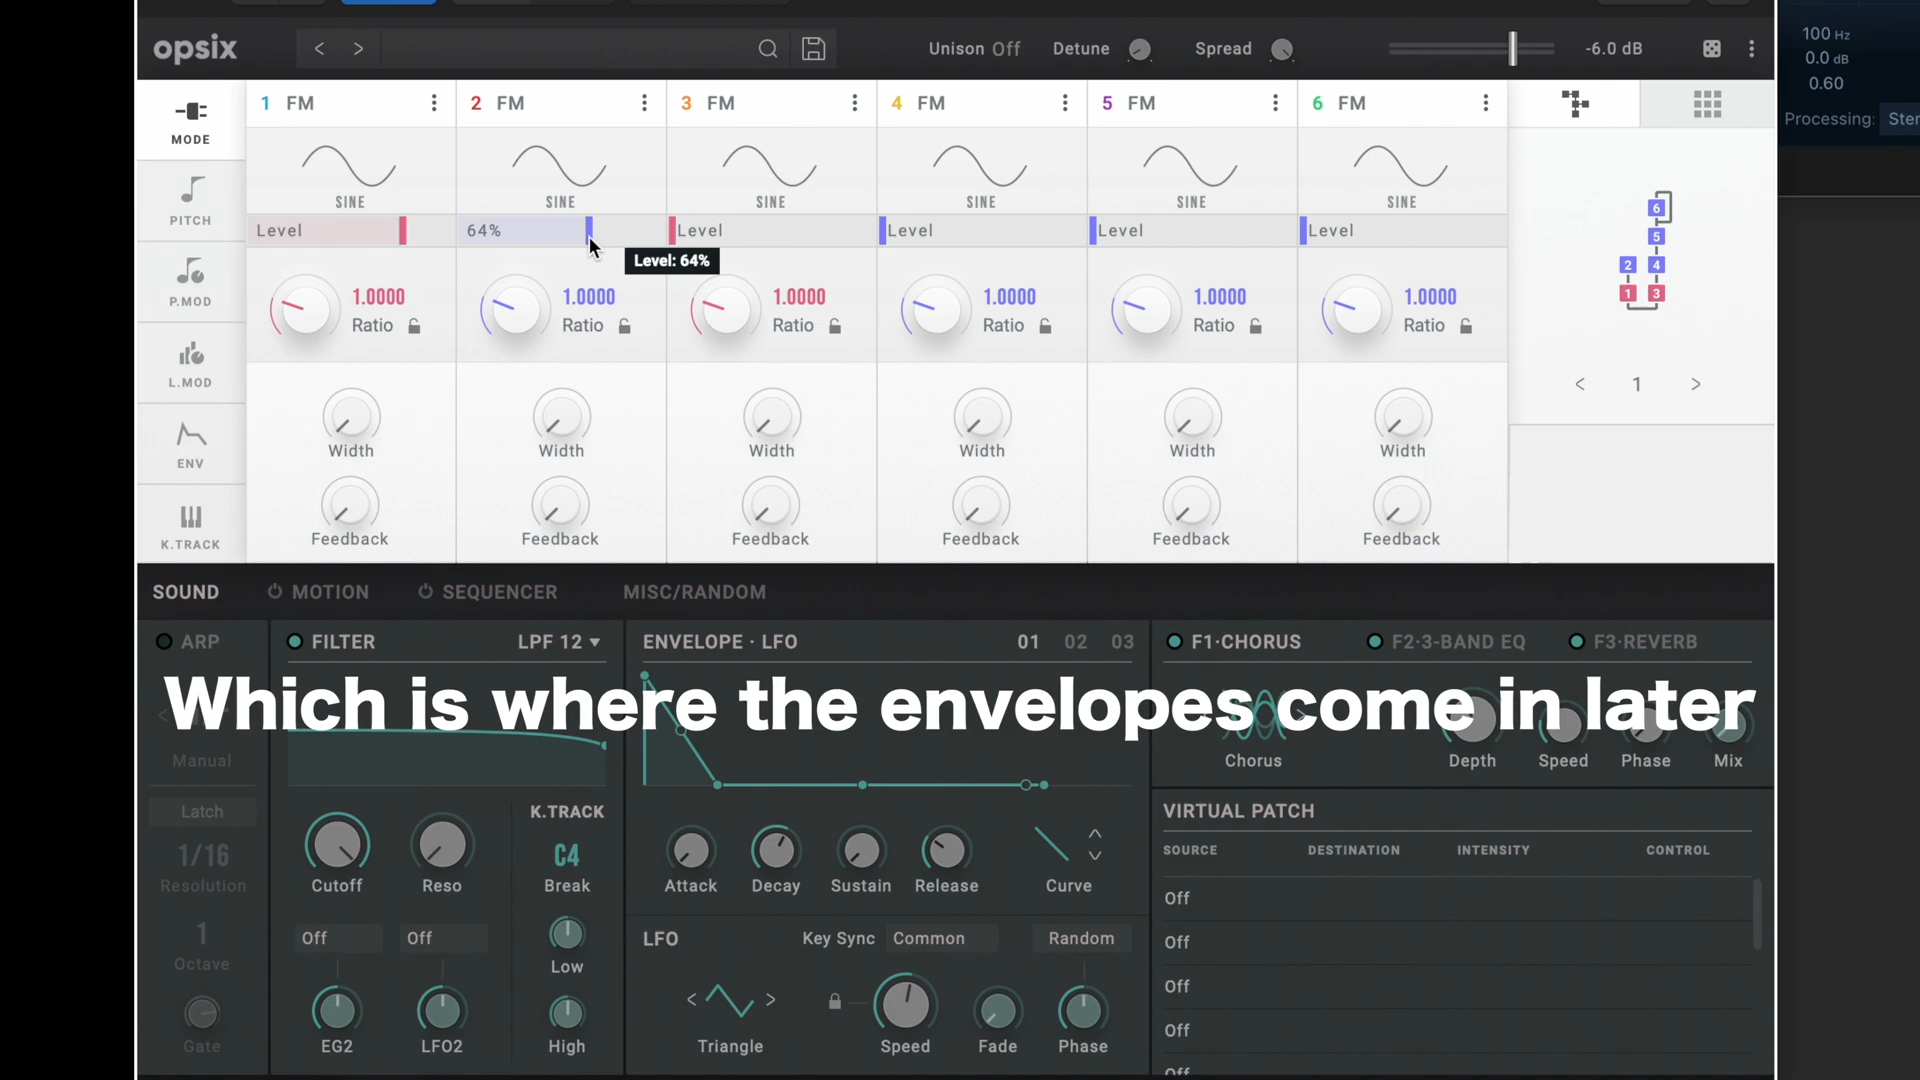 opsix
Unison Off
Detune
Spread
-6.0 dB
100 Hz
0.0 dB
0.60
Processing:
MODE
PITCH
P.MOD
L.MOD
ENV
K.TRACK
1 FM
2 FM
3 FM
4 FM
5 FM
6 FM
SINE
SINE
SINE
SINE
SINE
SINE
Level
64%
Level
Level
Level
Level
Level: 64%
1.0000
Ratio
1.0000
Ratio
1.0000
Ratio
1.0000
Ratio
1.0000
Ratio
1.0000
Ratio
Width
Width
Width
Width
Width
Width
Feedback
Feedback
Feedback
Feedback
Feedback
Feedback
6
5
2 4
1 3
< 1 >
SOUND
MOTION
SEQUENCER
MISC/RANDOM
ARP
FILTER
LPF 12
ENVELOPE · LFO
01 02 03
F1·CHORUS
F2·3-BAND EQ
F3·REVERB
Which is where the envelopes come in later
Manual
Latch
1/16
Resolution
1
Octave
Gate
K.TRACK
C4
Break
Low
High
Cutoff
Reso
Off
Off
EG2
LFO2
Attack
Decay
Sustain
Release
Curve
LFO
Key Sync Common
Random
Triangle
Speed
Fade
Phase
Chorus
Depth
Speed
Phase
Mix
VIRTUAL PATCH
SOURCE DESTINATION INTENSITY CONTROL
Off
Off
Off
Off
Off